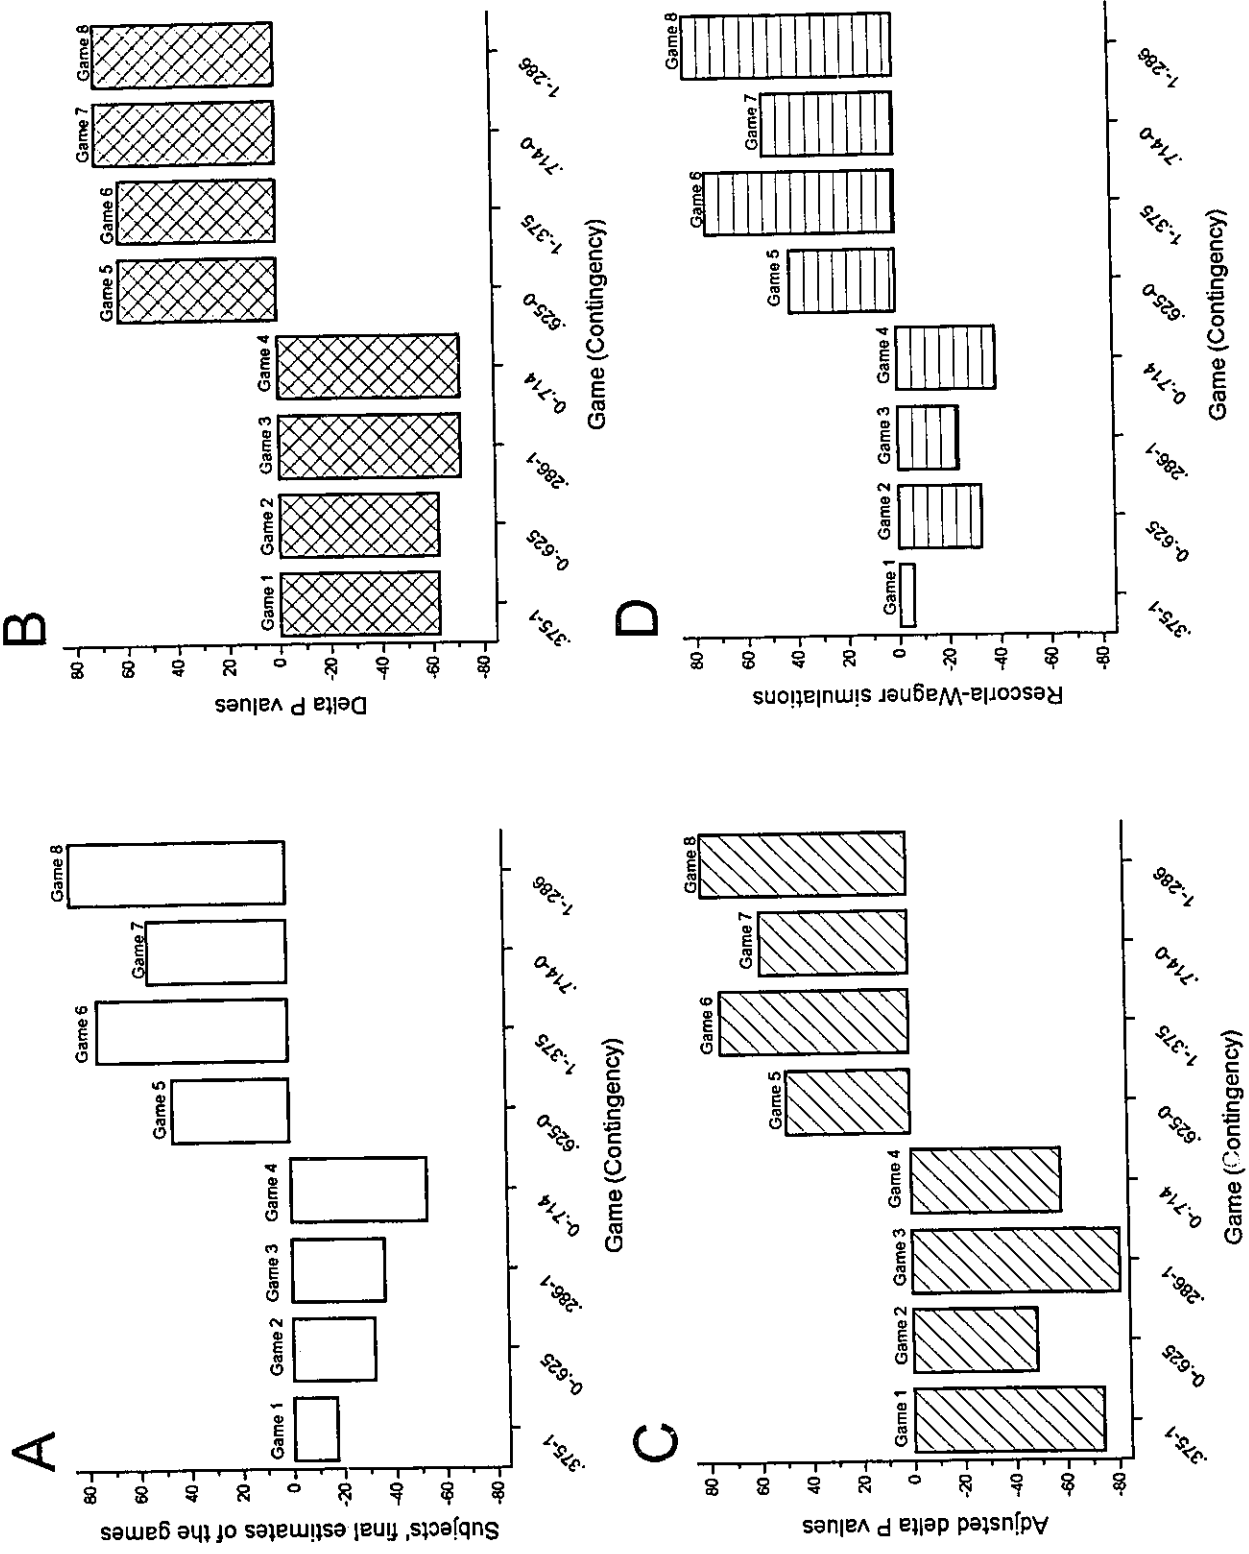 A
Subjects' final estimates of the games
80
40
20
0
-20
-40
-60
-80
Game 1
Game 2
Game 3
Game 4
Game 5
Game 6
Game 7
Game 8
.375-1
0-.625
.286-1
0-.714
.625-0
1-.375
.714-0
1-.286
Game (Contingency)
B
Delta P values
80
60
40
20
0
-20
-40
-60
-80
Game 1
Game 2
Game 3
Game 4
Game 5
Game 6
Game 7
Game 8
.375-1
0-.625
.286-1
0-.714
.625-0
1-.375
.714-0
1-.286
Game (Contingency)
C
Adjusted delta P values
80
60
40
20
0
-20
-40
-60
-80
Game 1
Game 2
Game 3
Game 4
Game 5
Game 6
Game 7
Game 8
.375-1
0-.625
.286-1
0-.714
.625-0
1-.375
.714-0
1-.286
Game (Contingency)
D
Rescorla-Wagner simulations
80
60
40
20
0
-20
-40
-60
-80
Game 1
Game 2
Game 3
Game 4
Game 5
Game 6
Game 7
Game 8
.375-1
0-.625
.286-1
0-.714
.625-0
1-.375
.714-0
1-.286
Game (Contingency)